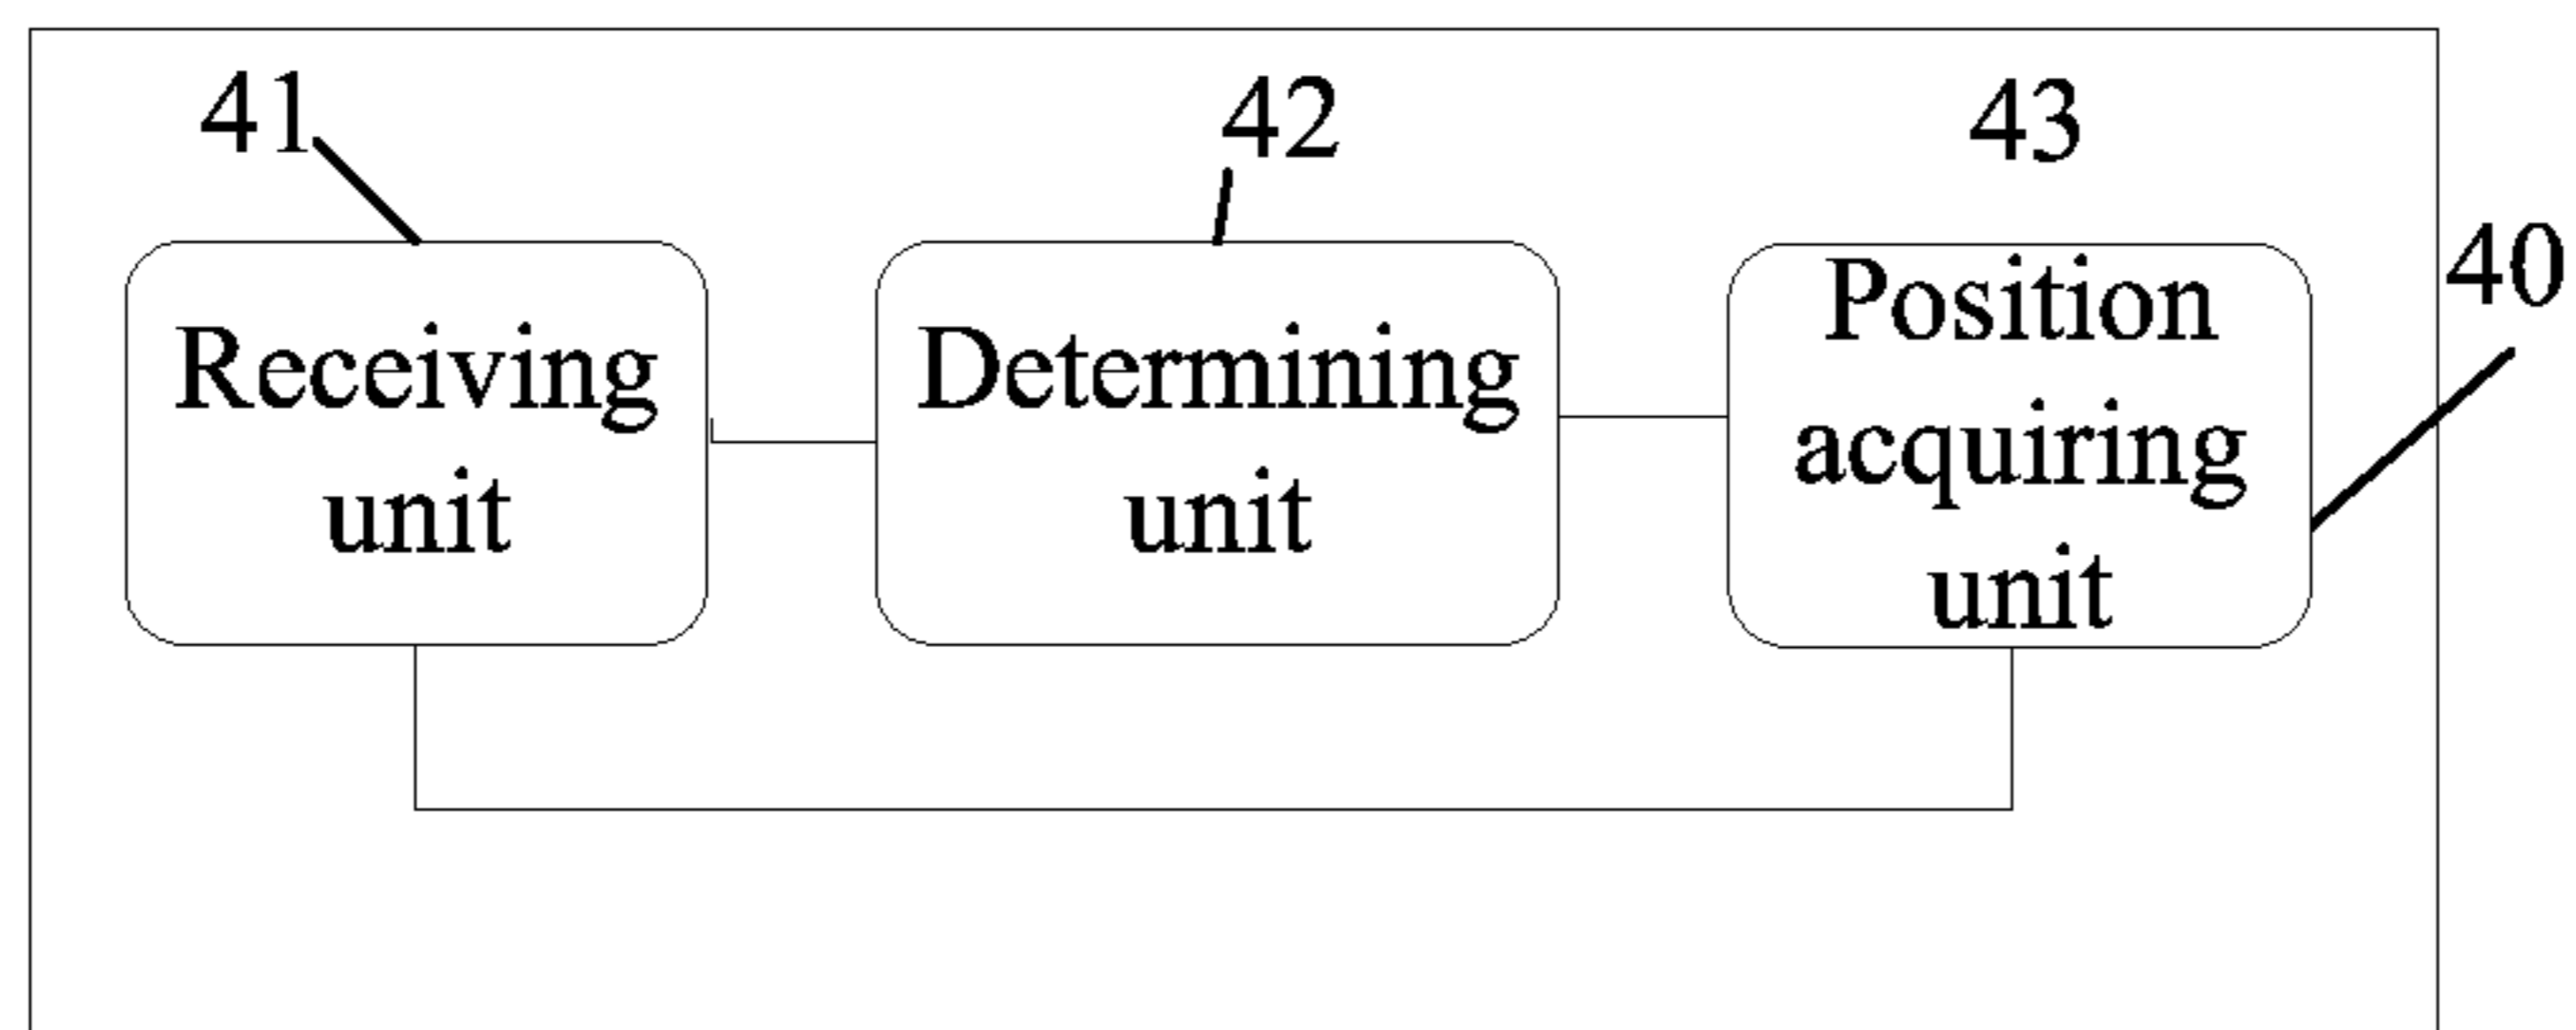 41
42
43
40
Receiving
unit
Determining
unit
Position
acquiring
unit